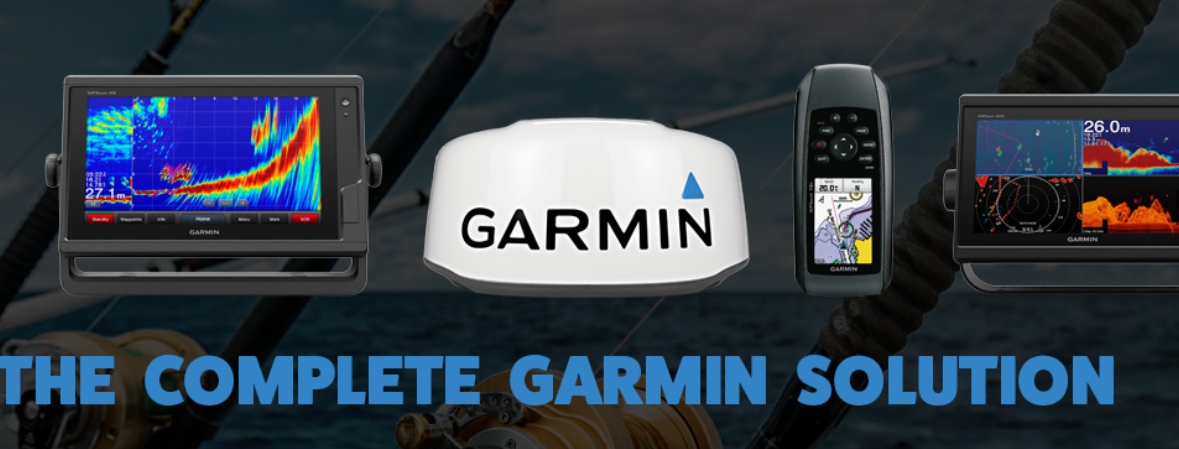 27.1m
Standby Waypoints Info Home Menu Mark SOS
GARMIN
GARMIN
20.0
N
GARMIN
26.0m
GARMIN
THE COMPLETE GARMIN SOLUTION